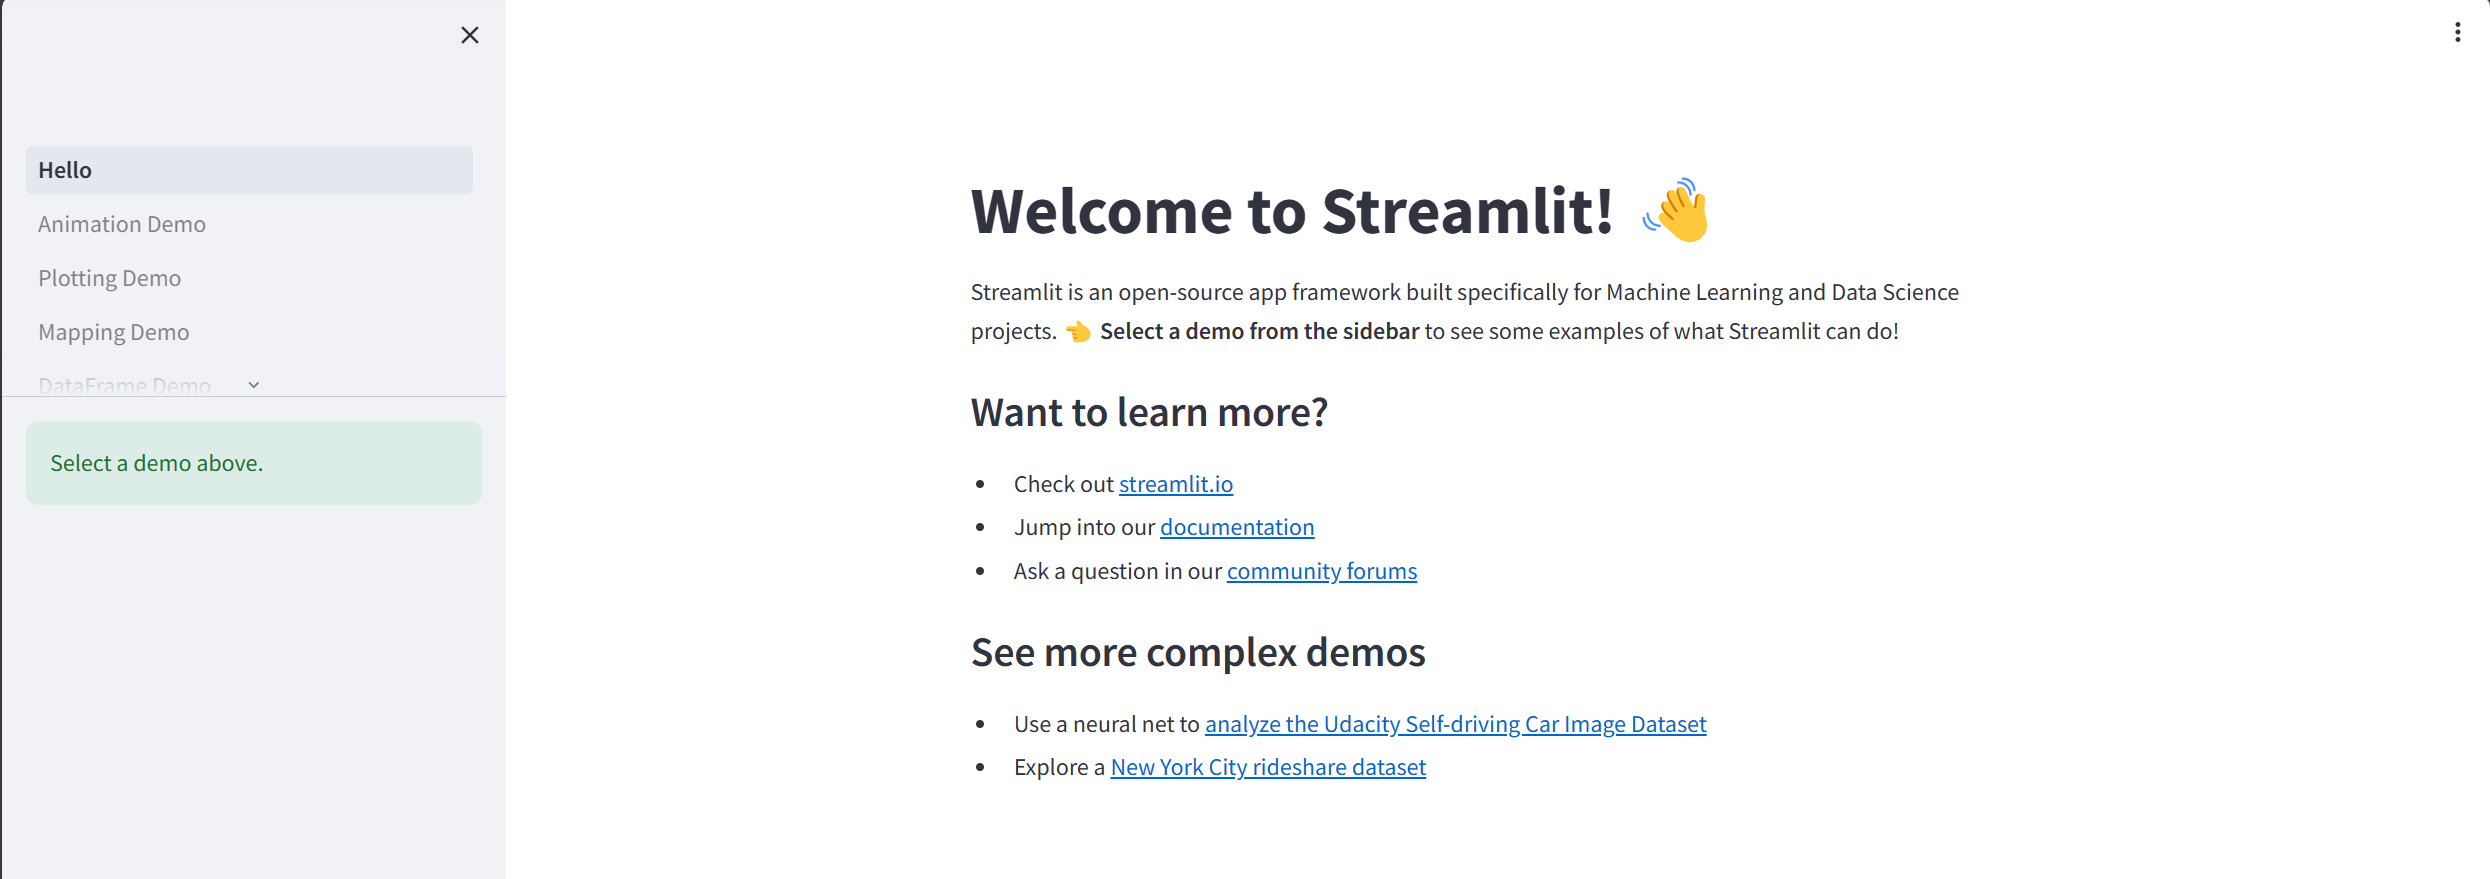 Hello
Animation Demo
Plotting Demo
Mapping Demo
DataFrame Demo
Select a demo above.
Welcome to Streamlit! 👋
Streamlit is an open-source app framework built specifically for Machine Learning and Data Science
projects. 👈 Select a demo from the sidebar to see some examples of what Streamlit can do!
Want to learn more?
• Check out streamlit.io
• Jump into our documentation
• Ask a question in our community forums
See more complex demos
• Use a neural net to analyze the Udacity Self-driving Car Image Dataset
• Explore a New York City rideshare dataset